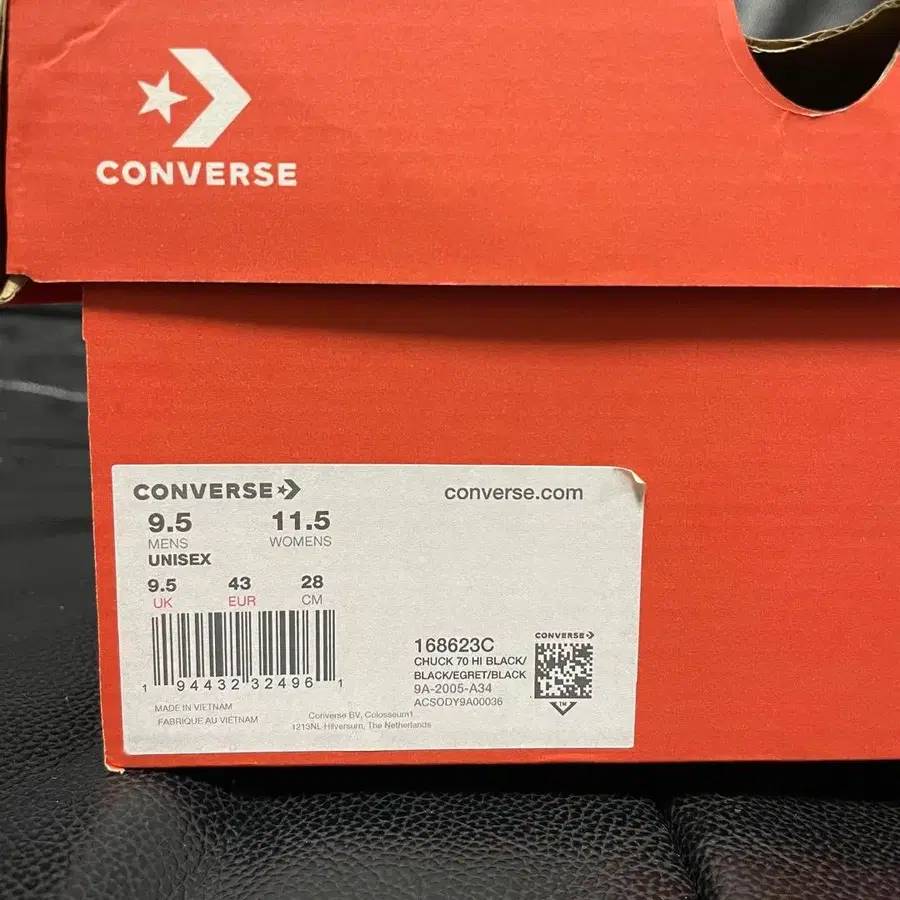 CONVERSE
CONVERSE
converse.com
9.5 11.5
MENS WOMENS
UNISEX
9.5 43 28
UK EUR CM
1 94432 32496 1
MADE IN VIETNAM
FABRIQUE AU VIETNAM
Converse BV, Colosseum1
1213NL Hilversum, The Netherlands
168623C
CHUCK 70 HI BLACK/
BLACK/EGRET/BLACK
9A-2005-A34
ACSODY9A00036
CONVERSE
TM